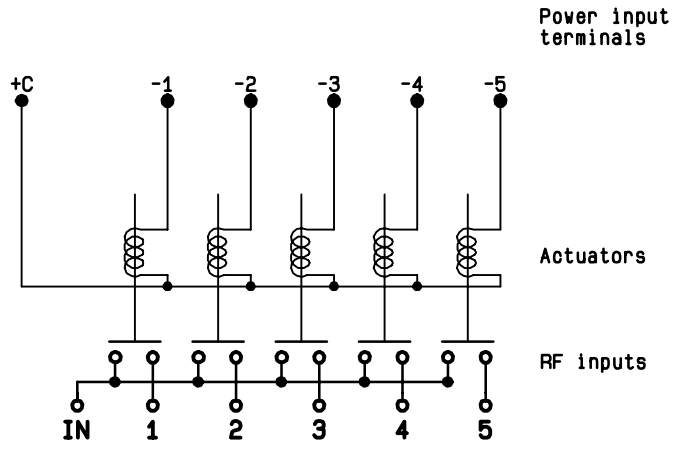 Power input
terminals
+C -1 -2 -3 -4 -5
Actuators
RF inputs
IN 1 2 3 4 5